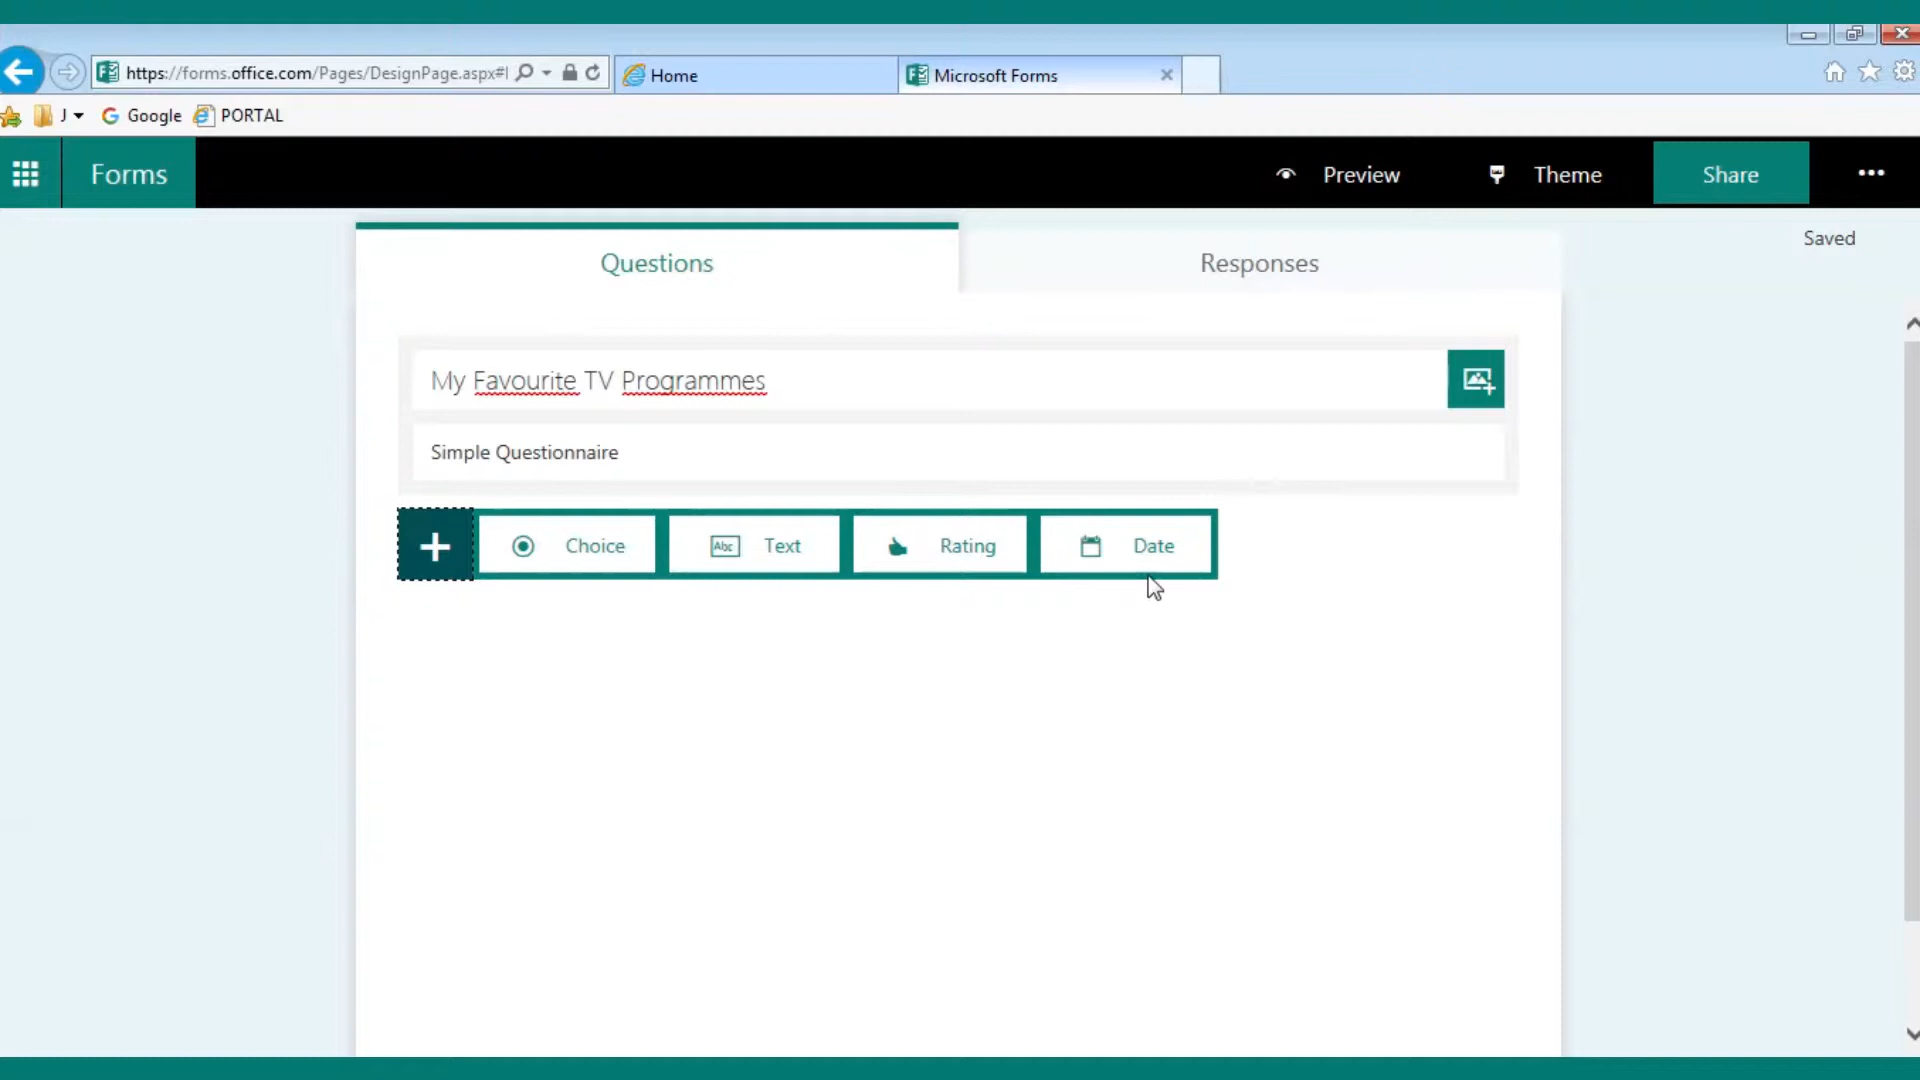 https://forms.office.com/Pages/DesignPage.aspx#
Home
Microsoft Forms
J
Google
PORTAL
Forms
Preview
Theme
Share
Questions
Responses
Saved
My Favourite TV Programmes
Simple Questionnaire
Choice
Abc
Text
Rating
Date